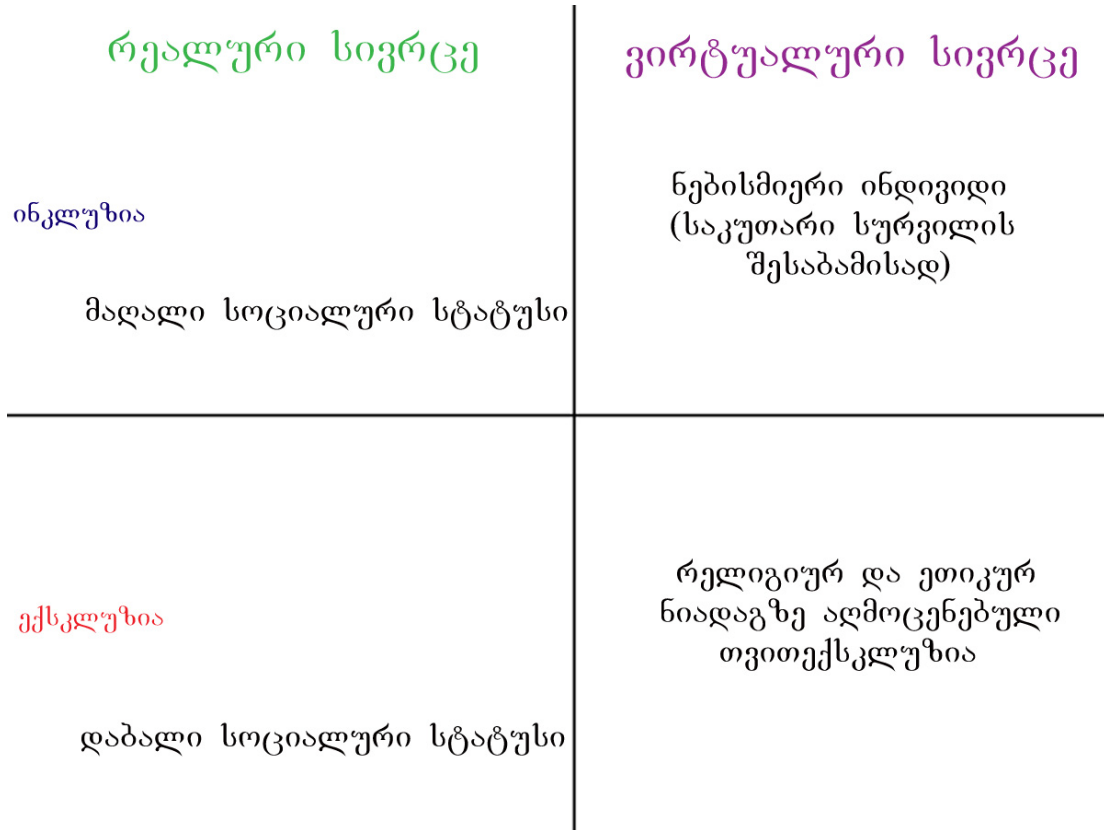 რეალური სივრცე
ვირტუალური სივრცე
ინკლუზია
მაღალი სოციალური სტატუსი
ნებისმიერი ინდივიდი
(საკუთარი სურვილის
შესაბამისად)
ექსკლუზია
დაბალი სოციალური სტატუსი
რელიგიურ და ეთიკურ
ნიადაგზე აღმოცენებული
თვითექსკლუზია